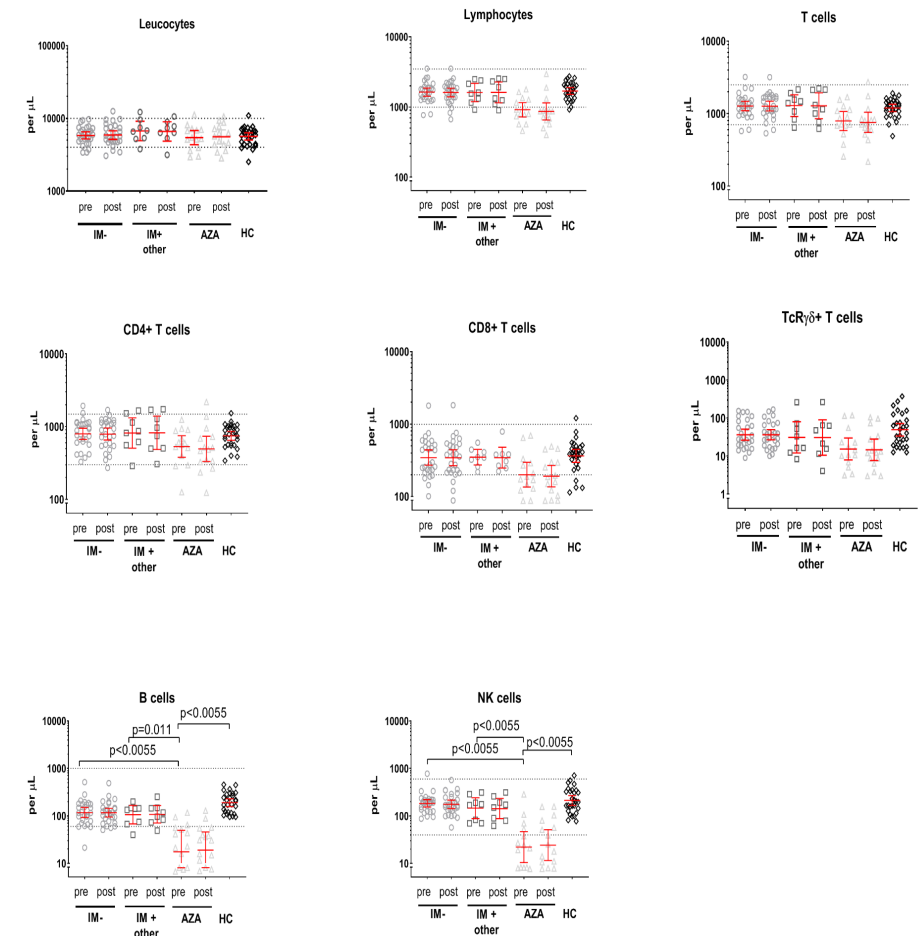 Leucocytes
100000
10000
1000
per µL
pre post pre post pre post
IM- IM+ AZA HC
other
Lymphocytes
10000
1000
100
per µL
pre post pre post pre post
IM- IM + AZA HC
other
T cells
10000
1000
100
per µL
pre post pre post pre post
IM- IM + AZA HC
other
CD4+ T cells
10000
1000
100
per µL
pre post pre post pre post
IM- IM + AZA HC
other
CD8+ T cells
10000
1000
100
per µL
pre post pre post pre post
IM- IM + AZA HC
other
TcRγδ+ T cells
10000
1000
100
10
1
per µL
pre post pre post pre post
IM- IM + AZA HC
other
B cells
p<0.0055
p=0.011
p<0.0055
10000
1000
100
10
per µL
pre post pre post pre post
IM- IM + AZA HC
other
NK cells
p<0.0055
p<0.0055
p<0.0055
10000
1000
100
10
per µL
pre post pre post pre post
IM- IM + AZA HC
other